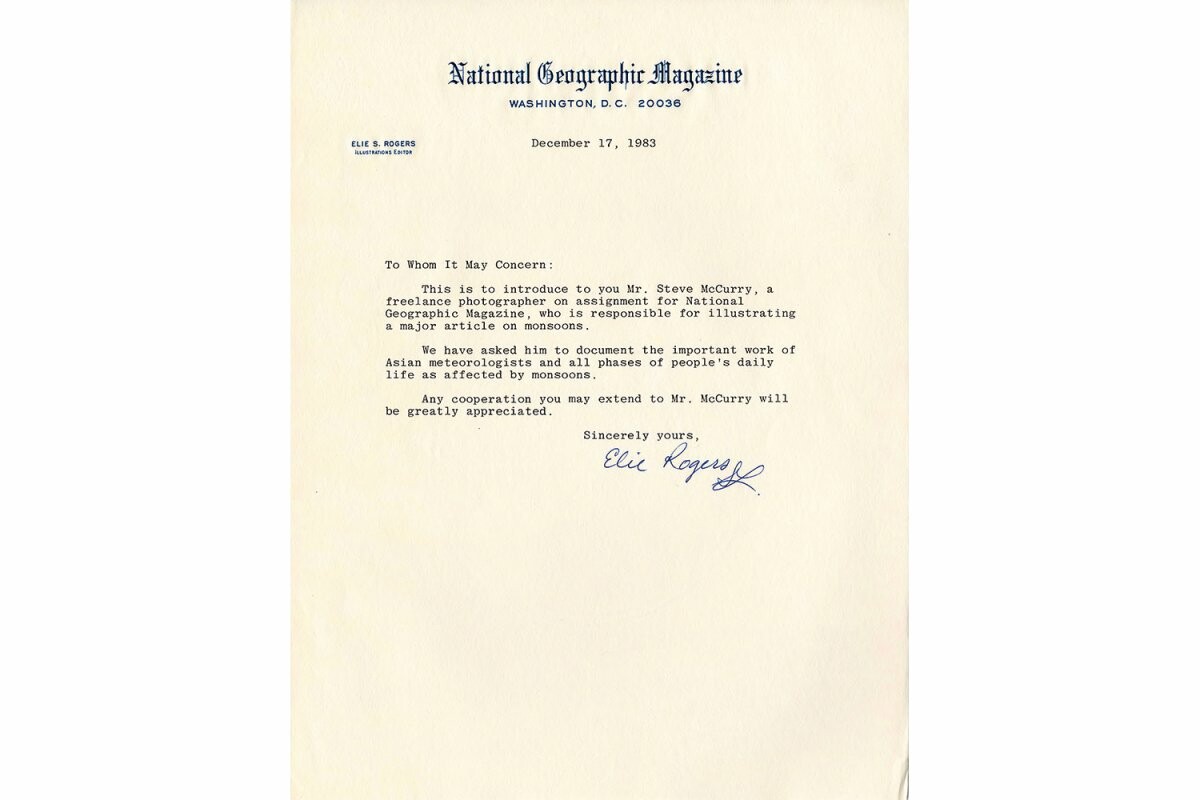 National Geographic Magazine
WASHINGTON, D.C. 20036
ELIE S. ROGERS
ILLUSTRATIONS EDITOR
December 17, 1983
To Whom It May Concern:
This is to introduce to you Mr. Steve McCurry, a
freelance photographer on assignment for National
Geographic Magazine, who is responsible for illustrating
a major article on monsoons.
We have asked him to document the important work of
Asian meteorologists and all phases of people's daily
life as affected by monsoons.
Any cooperation you may extend to Mr. McCurry will
be greatly appreciated.
Sincerely yours,
Elie Rogers